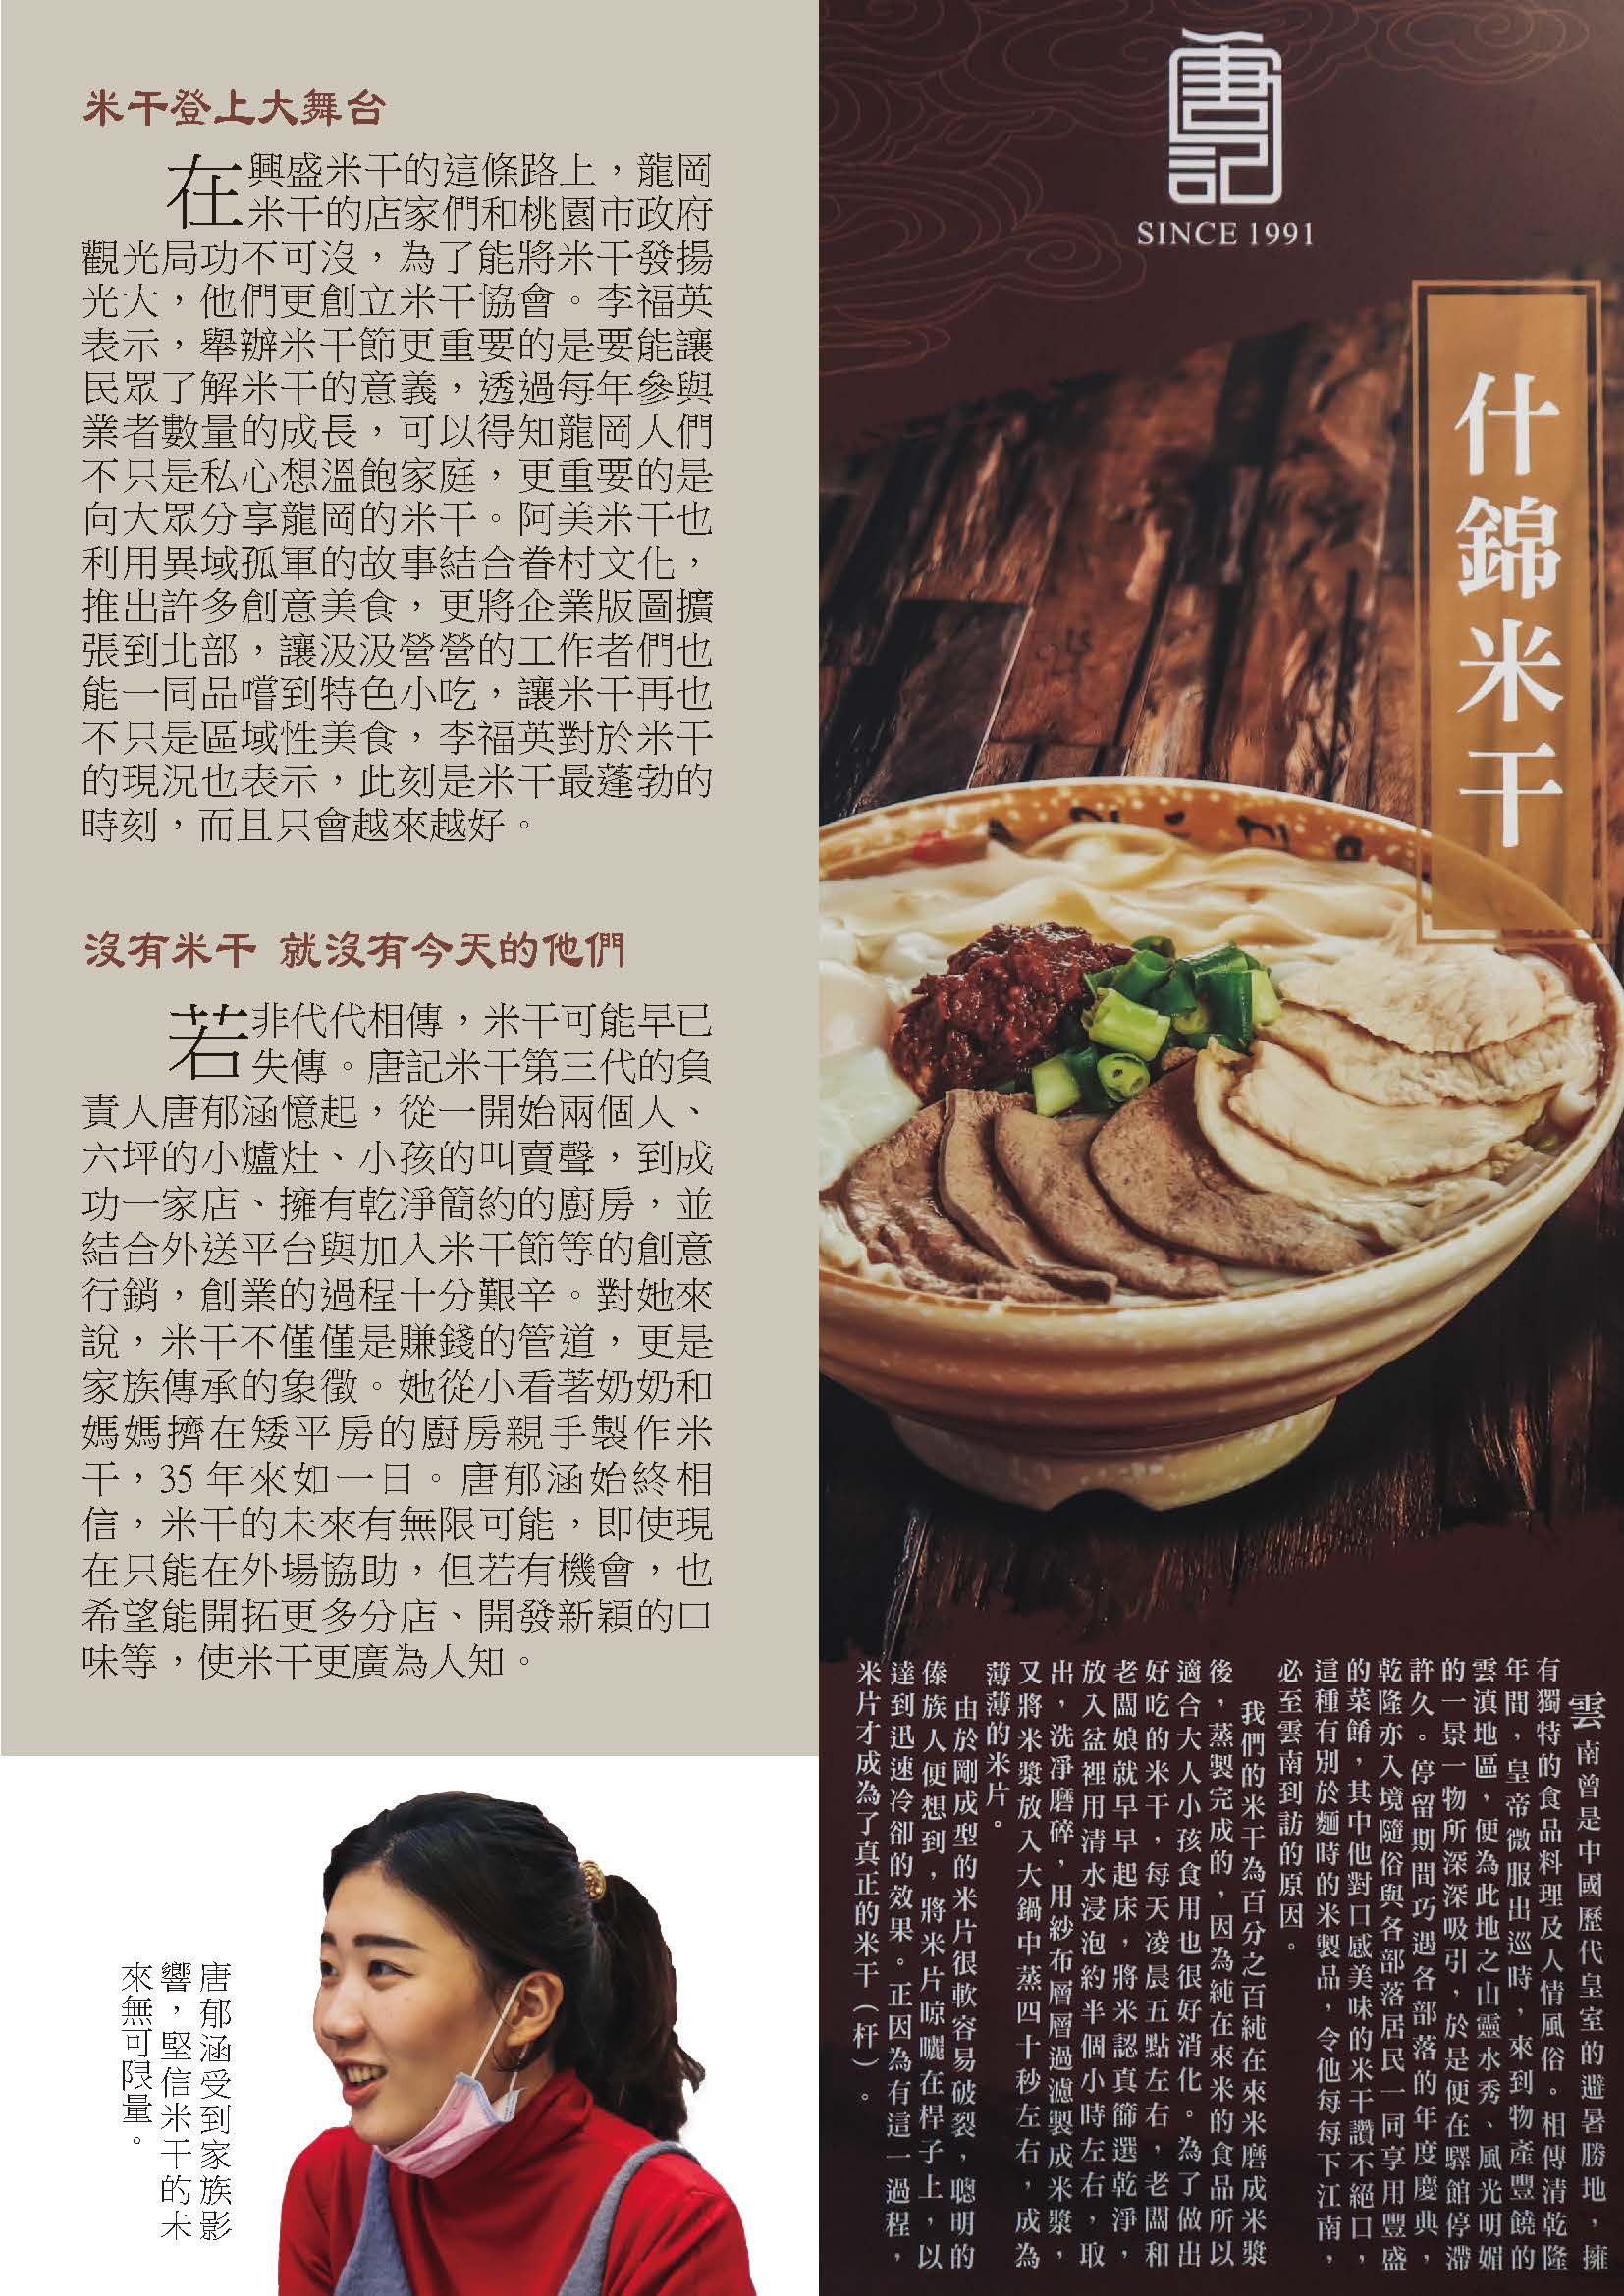 米干登上大舞台
在興盛米干的這條路上，龍岡
米干的店家們和桃園市政府
觀光局功不可沒，為了能將米干發揚
光大，他們更創立米干協會。李福英
表示，舉辦米干節更重要的是要能讓
民眾了解米干的意義，透過每年參與
業者數量的成長，可以得知龍岡人們
不只是私心想溫飽家庭，更重要的是
向大眾分享龍岡的米干。阿美米干也
利用異域孤軍的故事結合眷村文化，
推出許多創意美食，更將企業版圖擴
張到北部，讓汲汲營營的工作者們也
能一同品嚐到特色小吃，讓米干再也
不只是區域性美食，李福英對於米干
的現況也表示，此刻是米干最蓬勃的
時刻，而且只會越來越好。
沒有米干 就沒有今天的他們
若非代代相傳，米干可能早已
失傳。唐記米干第三代的負
責人唐郁涵憶起，從一開始兩個人、
六坪的小爐灶、小孩的叫賣聲，到成
功一家店、擁有乾淨簡約的廚房，並
結合外送平台與加入米干節等的創意
行銷，創業的過程十分艱辛。對她來
說，米干不僅僅是賺錢的管道，更是
家族傳承的象徵。她從小看著奶奶和
媽媽擠在矮平房的廚房親手製作米
干，35 年來如一日。唐郁涵始終相
信，米干的未來有無限可能，即使現
在只能在外場協助，但若有機會，也
希望能開拓更多分店、開發新穎的口
味等，使米干更廣為人知。
唐郁涵受到家族影
響，堅信米干的未
來無可限量。
唐記
SINCE 1991
什錦米干
雲南曾是中國歷代皇室的避暑勝地，擁
有獨特的食品料理及人情風俗。相傳清乾隆
年間，皇帝微服出巡時，來到物產豐饒的
雲滇地區，便為此地之山靈水秀、風光明媚
的一景一物所深深吸引，於是便在驛館停滯
許久。停留期間巧遇各部落的年度慶典，
乾隆亦入境隨俗與各部落居民一同享用豐盛
的菜餚，其中他對口感美味的米干讚不絕口，
這種有別於麵時的米製品，令他每每下江南，
必至雲南到訪的原因。
我們的米干為百分之百純在來米磨成米漿
後，蒸製完成的，因為純在來米的食品所以
適合大人小孩食用也很好消化。為了做出
好吃的米干，每天凌晨五點左右，老闆和
老闆娘就早早起床，將米認真篩選乾淨，
放入盆裡用清水浸泡約半個小時左右，取
出，洗淨磨碎，用紗布層層過濾製成米漿，
又將米漿放入大鍋中蒸四十秒左右，成為
薄薄的米片。
由於剛成型的米片很軟容易破裂，聰明的
傣族人便想到，將米片晾曬在桿子上，以
達到迅速冷卻的效果。正因為有這一過程，
米片才成為了真正的米干（杆）。